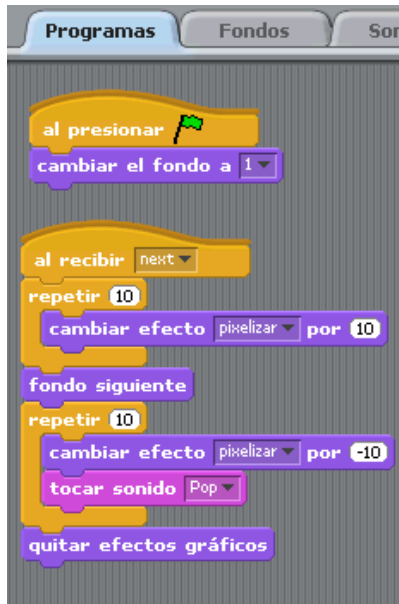 Programas Fondos Son
al presionar
cambiar el fondo a 1
al recibir next
repetir 10
cambiar efecto pixelizar por 10
fondo siguiente
repetir 10
cambiar efecto pixelizar por -10
tocar sonido Pop
quitar efectos gráficos